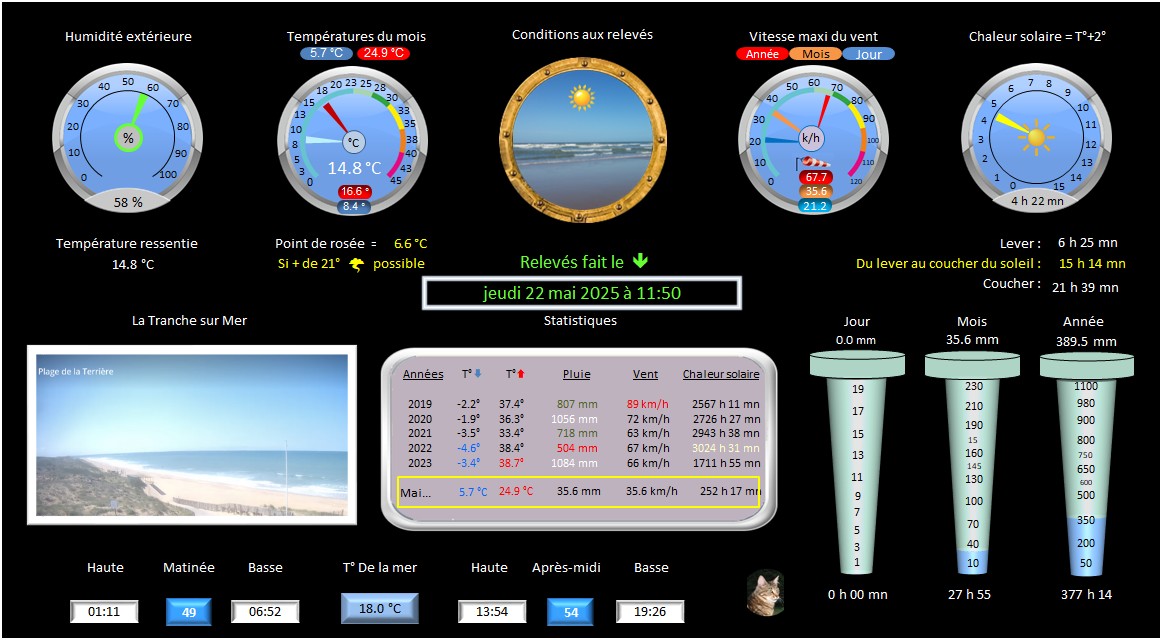 Humidité extérieure
Températures du mois
Conditions aux relevés
Vitesse maxi du vent
Chaleur solaire = T°+2°
5.7 °C 24.9 °C
Année Mois Jour
0 10 20 30 40 50 60 70 80 90 100
%
58 %
0 3 5 8 10 13 15 18 20 23 25 28 30 33 35 38 40 43 45
°C
14.8 °C
16.6 °
8.4 °
0 10 20 30 40 50 60 70 80 90 100 110 120
k/h
67.7
35.6
21.2
0 1 2 3 4 5 6 7 8 9 10 11 12 13 14 15
4 h 22 mn
Température ressentie
14.8 °C
Point de rosée = 6.6 °C
Si + de 21° possible
Relevés fait le
jeudi 22 mai 2025 à 11:50
Lever : 6 h 25 mn
Du lever au coucher du soleil : 15 h 14 mn
Coucher : 21 h 39 mn
La Tranche sur Mer
Plage de la Terrière
Statistiques
Années T° T° Pluie Vent Chaleur solaire
2019 -2.2° 37.4° 807 mm 89 km/h 2567 h 11 mn
2020 -1.9° 36.3° 1056 mm 72 km/h 2726 h 27 mn
2021 -3.5° 33.4° 718 mm 63 km/h 2943 h 38 mn
2022 -4.6° 38.4° 504 mm 67 km/h 3024 h 31 mn
2023 -3.4° 38.7° 1084 mm 66 km/h 1711 h 55 mn
Mai... 5.7 °C 24.9 °C 35.6 mm 35.6 km/h 252 h 17 mn
Jour
0.0 mm
19
17
15
13
11
9
7
5
3
1
0 h 00 mn
Mois
35.6 mm
230
210
190
15
160
145
130
100
70
40
10
27 h 55
Année
389.5 mm
1100
980
900
800
750
650
600
500
350
200
50
377 h 14
Haute Matinée Basse T° De la mer Haute Après-midi Basse
01:11 49 06:52 18.0 °C 13:54 54 19:26